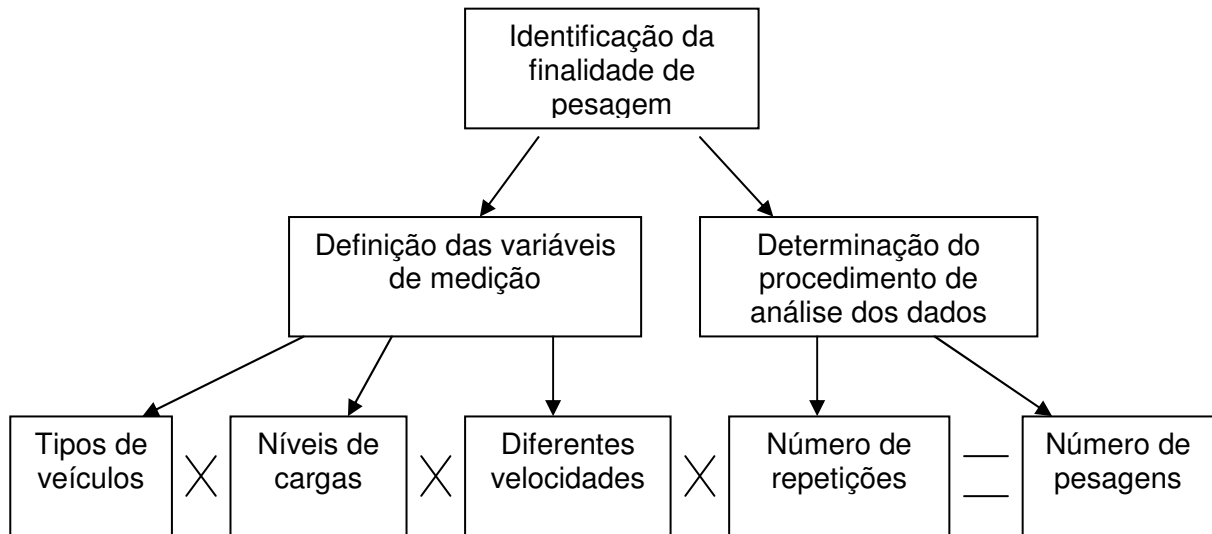 Identificação da
finalidade de
pesagem
Definição das variáveis
de medição
Determinação do
procedimento de
análise dos dados
Tipos de
veículos
Níveis de
cargas
Diferentes
velocidades
Número de
repetições
Número de
pesagens